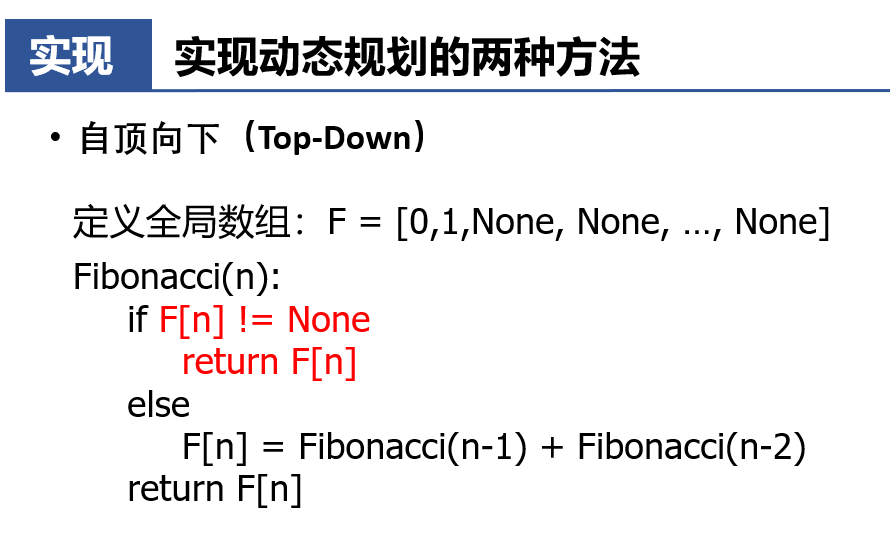 实现 实现动态规划的两种方法
• 自顶向下（Top-Down）
定义全局数组：F = [0,1,None, None, …, None]
Fibonacci(n):
if F[n] != None
return F[n]
else
F[n] = Fibonacci(n-1) + Fibonacci(n-2)
return F[n]